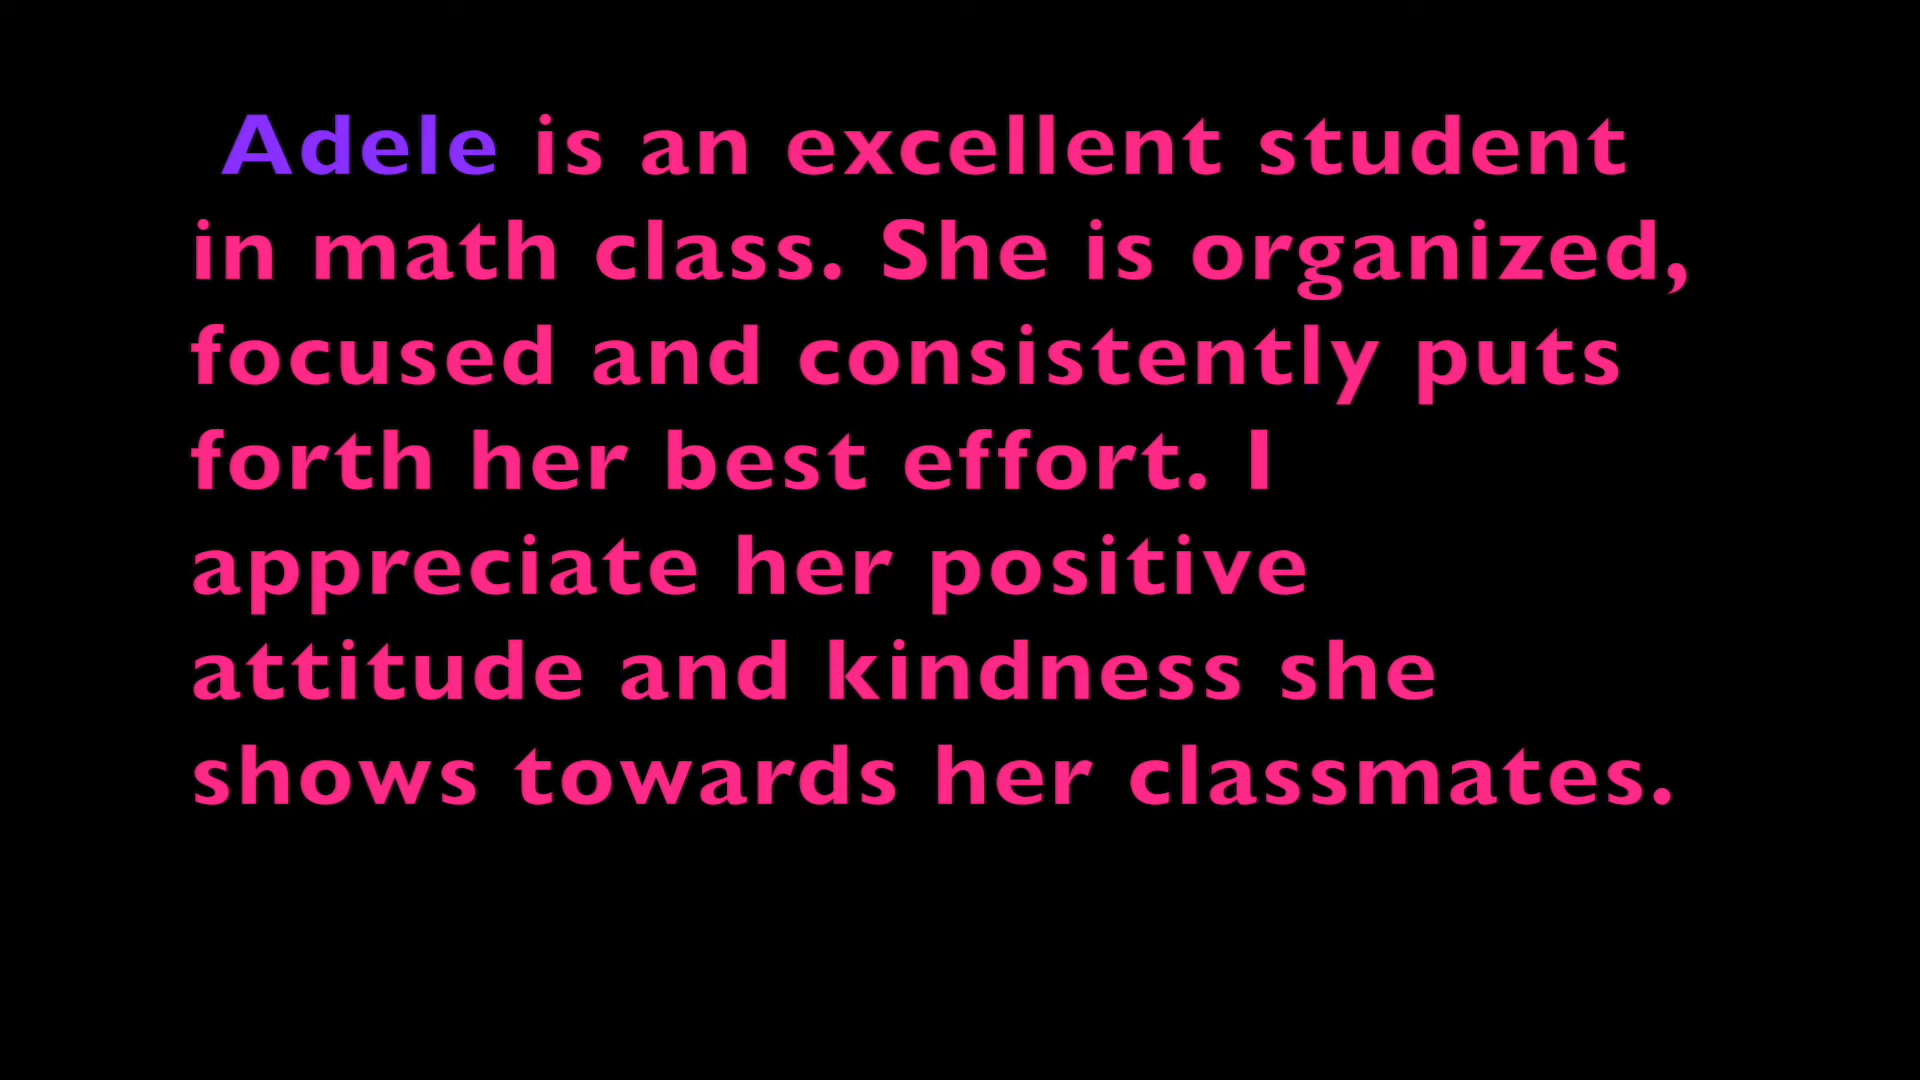 Adele is an excellent student
in math class. She is organized,
focused and consistently puts
forth her best effort. I
appreciate her positive
attitude and kindness she
shows towards her classmates.